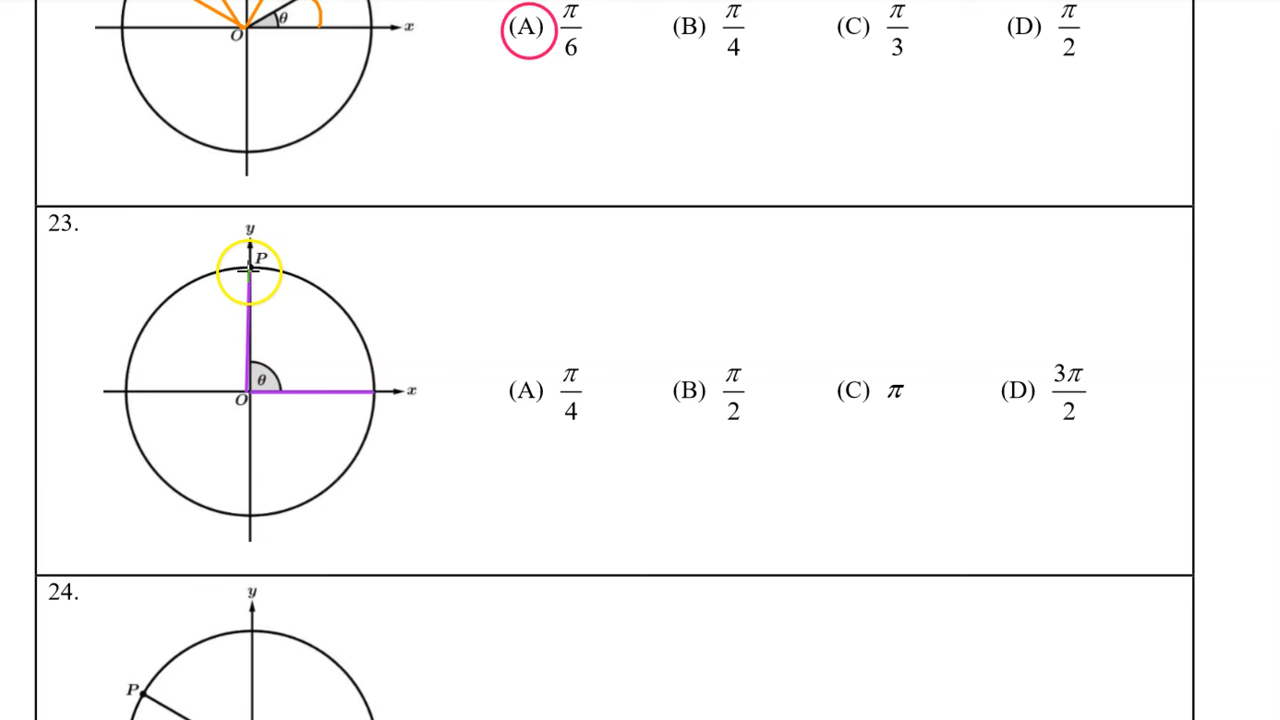 θ
O
x
(A) π/6 (B) π/4 (C) π/3 (D) π/2
23.
y
P
θ
O
x
(A) π/4 (B) π/2 (C) π (D) 3π/2
24.
y
P